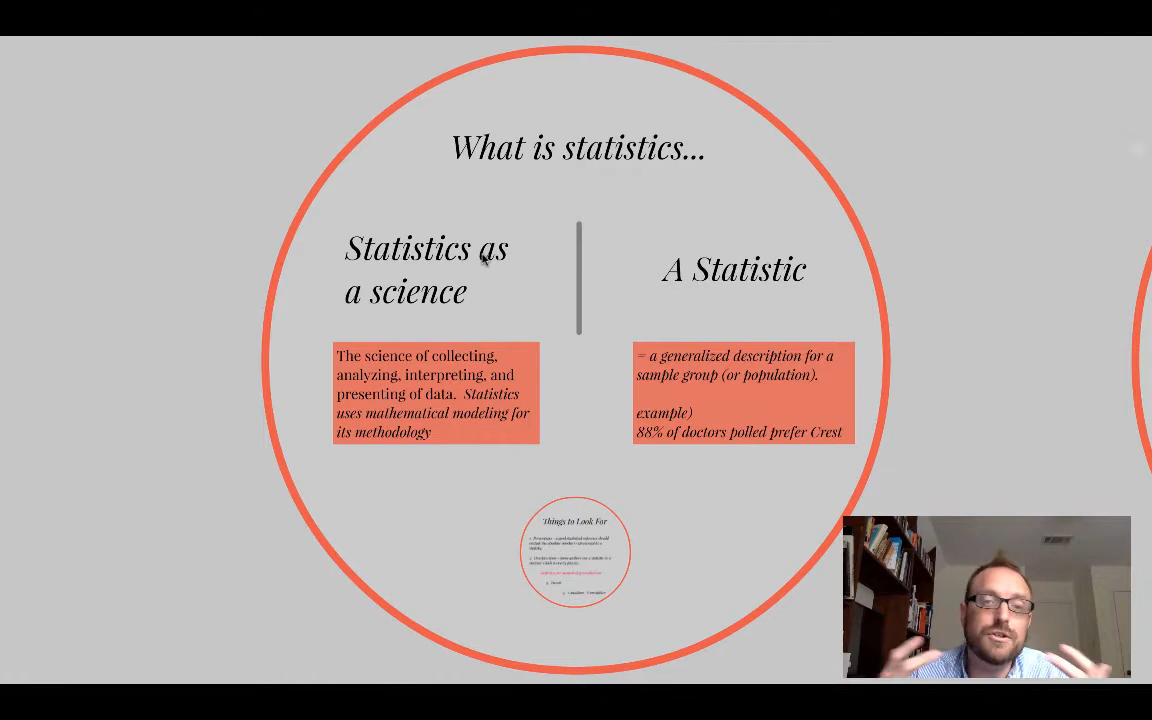 What is statistics...
Statistics as
a science
A Statistic
The science of collecting,
analyzing, interpreting, and
presenting of data. Statistics
uses mathematical modeling for
its methodology
= a generalized description for a
sample group (or population).
example)
88% of doctors polled prefer Crest
Things to Look For